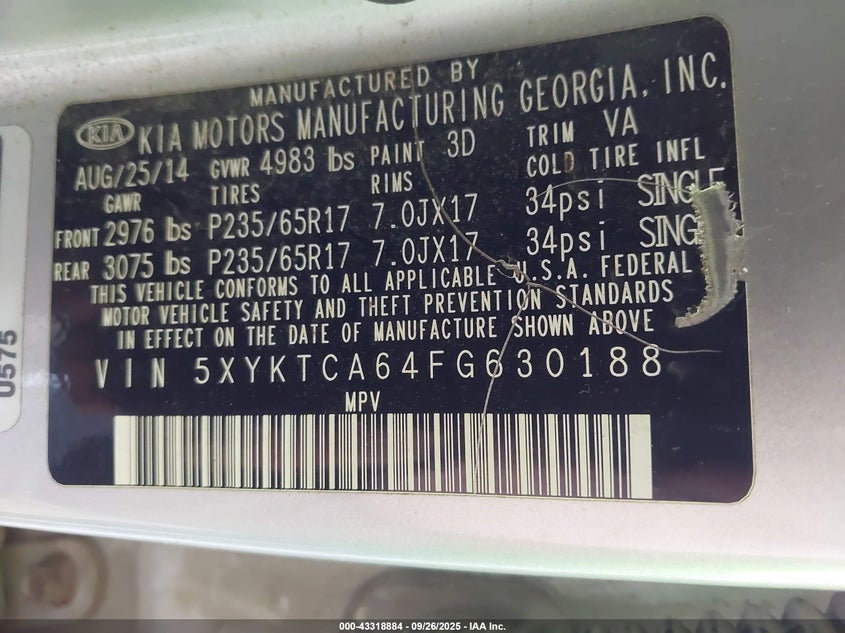 MANUFACTURED BY
KIA KIA MOTORS MANUFACTURING GEORGIA, INC.
AUG/25/14 GVWR 4983 lbs PAINT 3D TRIM VA
GAWR TIRES RIMS COLD TIRE INFL
FRONT 2976 lbs P235/65R17 7.0JX17 34psi SINGLE
REAR 3075 lbs P235/65R17 7.0JX17 34psi SING
THIS VEHICLE CONFORMS TO ALL APPLICABLE U.S.A. FEDERAL
MOTOR VEHICLE SAFETY AND THEFT PREVENTION STANDARDS
IN EFFECT ON THE DATE OF MANUFACTURE SHOWN ABOVE
VIN 5XYKTCA64FG630188
MPV
0575
000-43318884 - 09/26/2025 - IAA Inc.